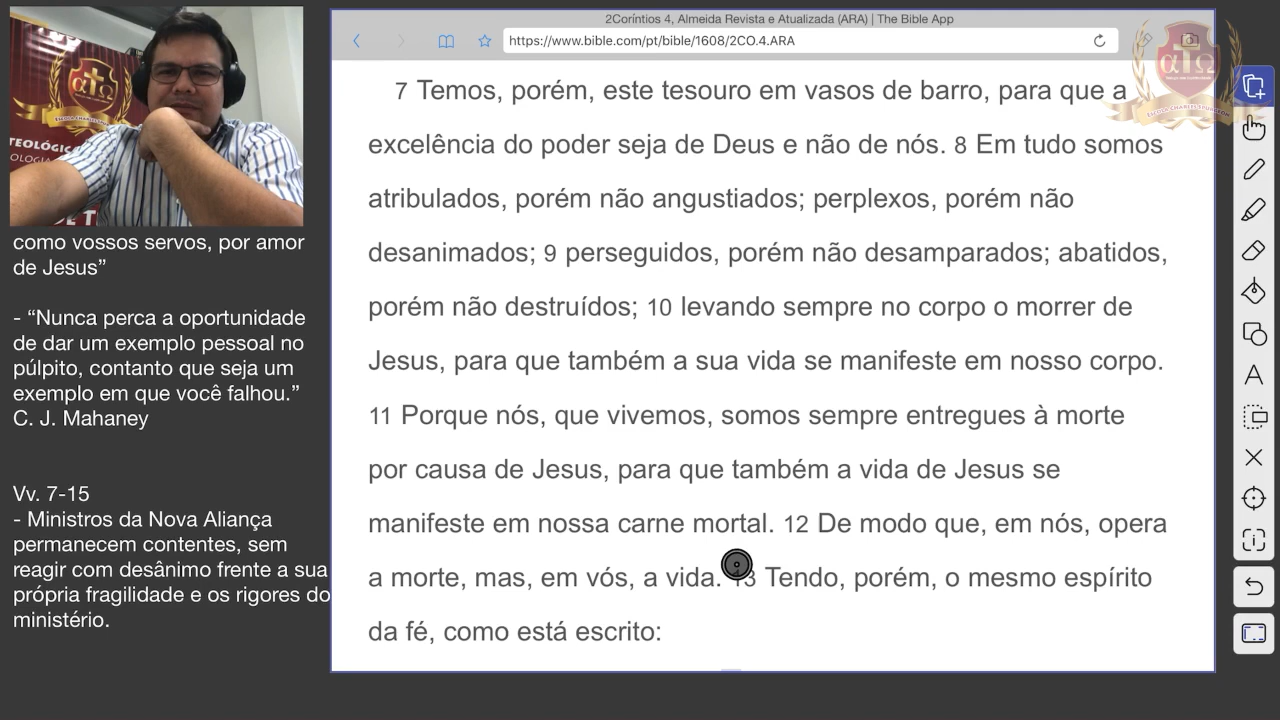 2Coríntios 4, Almeida Revista e Atualizada (ARA) | The Bible App
https://www.bible.com/pt/bible/1608/2CO.4.ARA
7 Temos, porém, este tesouro em vasos de barro, para que a
excelência do poder seja de Deus e não de nós. 8 Em tudo somos
atribulados, porém não angustiados; perplexos, porém não
desanimados; 9 perseguidos, porém não desamparados; abatidos,
porém não destruídos; 10 levando sempre no corpo o morrer de
Jesus, para que também a sua vida se manifeste em nosso corpo.
11 Porque nós, que vivemos, somos sempre entregues à morte
por causa de Jesus, para que também a vida de Jesus se
manifeste em nossa carne mortal. 12 De modo que, em nós, opera
a morte, mas, em vós, a vida. 13 Tendo, porém, o mesmo espírito
da fé, como está escrito:
como vossos servos, por amor
de Jesus”
- “Nunca perca a oportunidade
de dar um exemplo pessoal no
púlpito, contanto que seja um
exemplo em que você falhou.”
C. J. Mahaney
Vv. 7-15
- Ministros da Nova Aliança
permanecem contentes, sem
reagir com desânimo frente a sua
própria fragilidade e os rigores do
ministério.
α Ω
ESCOLA CHARLES SPURGEON
α Ω